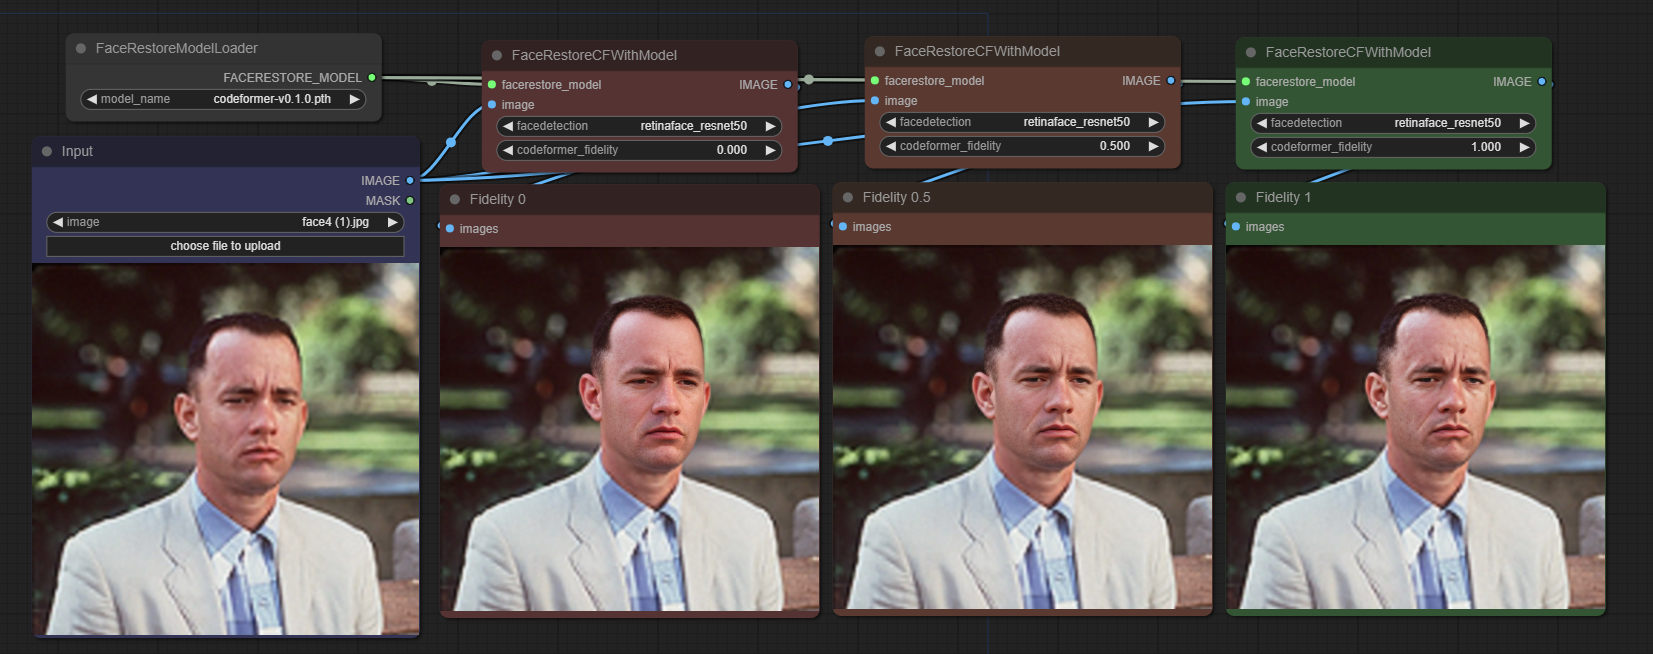 FaceRestoreModelLoader
FACERESTORE_MODEL
model_name codeformer-v0.1.0.pth
Input
IMAGE
MASK
image face4 (1).jpg
choose file to upload
FaceRestoreCFWithModel
facerestore_model IMAGE
image
facedetection retinaface_resnet50
codeformer_fidelity 0.000
Fidelity 0
images
FaceRestoreCFWithModel
facerestore_model IMAGE
image
facedetection retinaface_resnet50
codeformer_fidelity 0.500
Fidelity 0.5
images
FaceRestoreCFWithModel
facerestore_model IMAGE
image
facedetection retinaface_resnet50
codeformer_fidelity 1.000
Fidelity 1
images